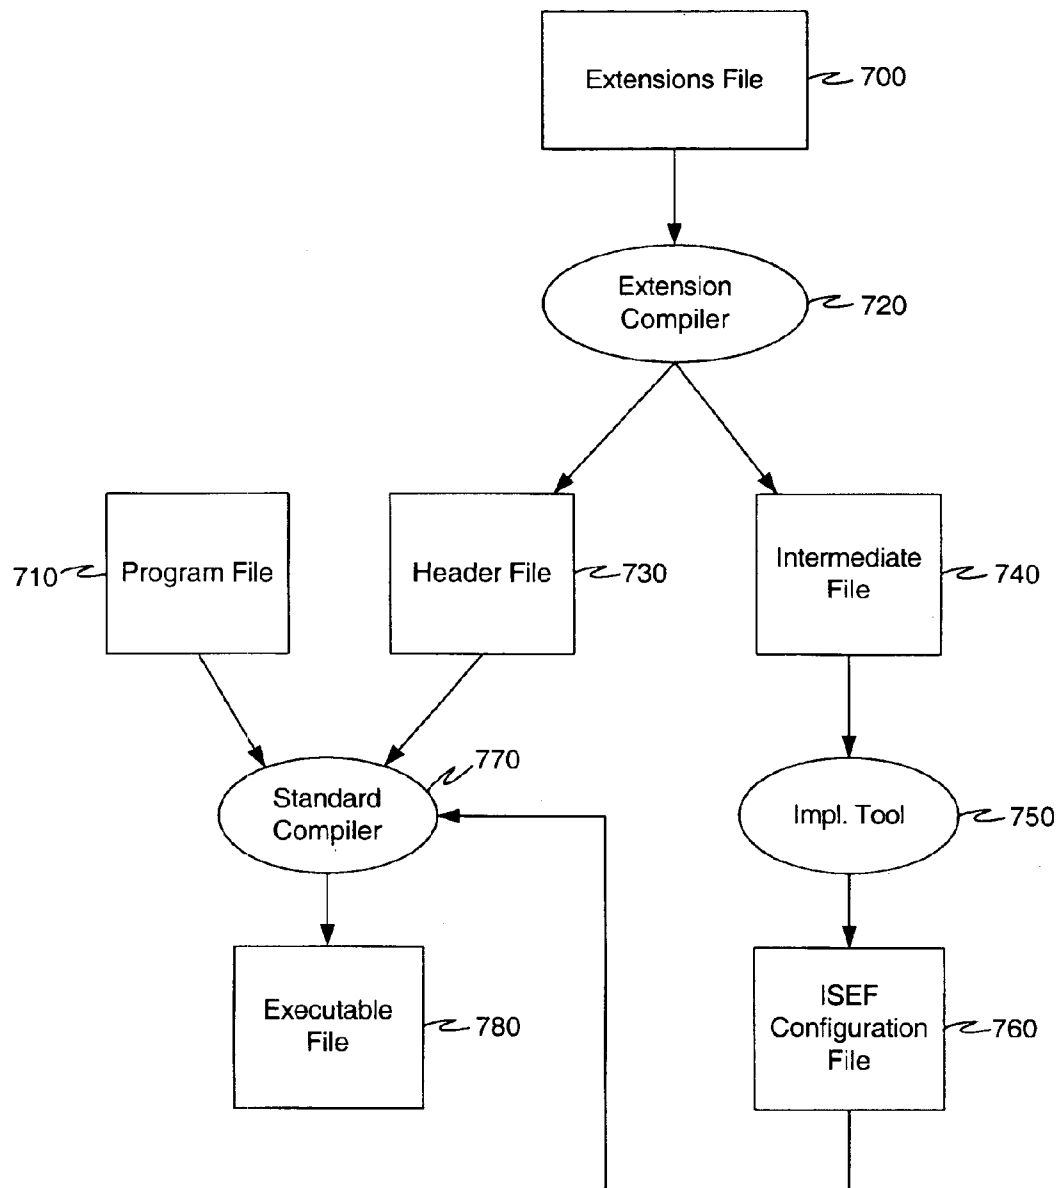 Extensions File
700
Extension
Compiler
720
710
Program File
Header File
730
Intermediate
File
740
770
Standard
Compiler
Impl. Tool
750
Executable
File
780
ISEF
Configuration
File
760